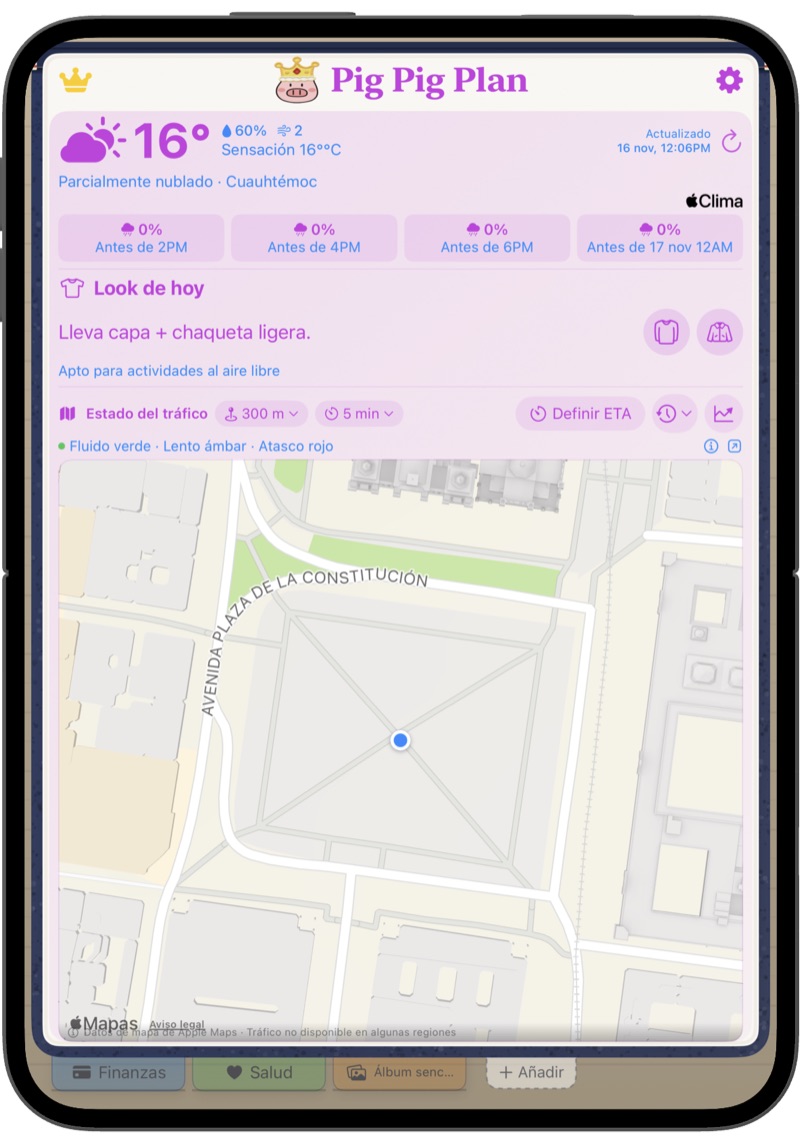 Pig Pig Plan
16°
60% 2
Sensación 16°°C
Actualizado
16 nov, 12:06PM
Parcialmente nublado · Cuauhtémoc
Clima
0%
Antes de 2PM
0%
Antes de 4PM
0%
Antes de 6PM
0%
Antes de 17 nov 12AM
Look de hoy
Lleva capa + chaqueta ligera.
Apto para actividades al aire libre
Estado del tráfico 300 m 5 min Definir ETA
Fluido verde · Lento ámbar · Atasco rojo
AVENIDA PLAZA DE LA CONSTITUCIÓN
Mapas Aviso legal
Datos de mapa de Apple Maps · Tráfico no disponible en algunas regiones
Finanzas Salud Álbum senc... + Añadir